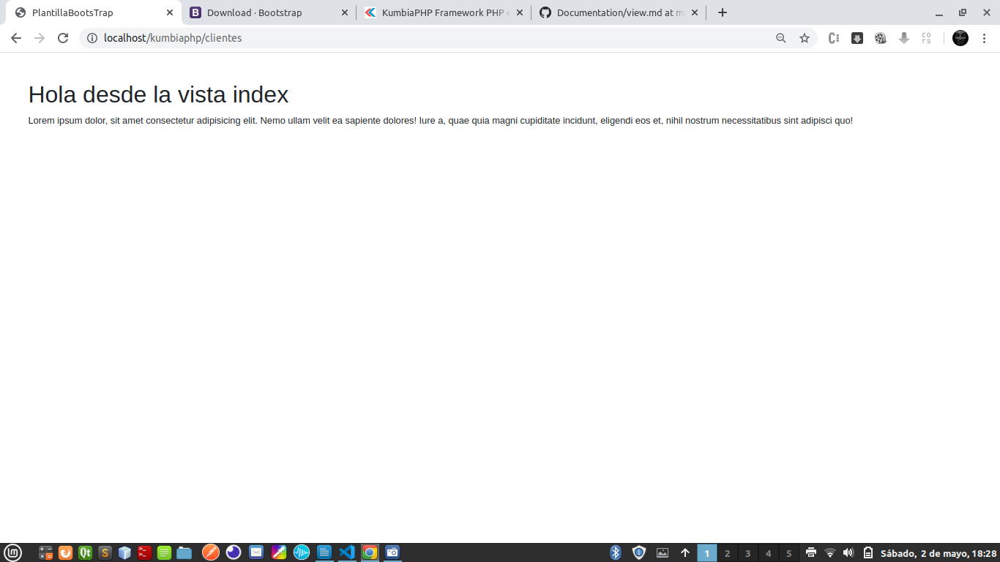 PlantillaBootsTrap
Download · Bootstrap
KumbiaPHP Framework PHP e
Documentation/view.md at m
localhost/kumbiaphp/clientes
co
rs
Hola desde la vista index
Lorem ipsum dolor, sit amet consectetur adipisicing elit. Nemo ullam velit ea sapiente dolores! Iure a, quae quia magni cupiditate incidunt, eligendi eos et, nihil nostrum necessitatibus sint adipisci quo!
1 2 3 4 5 Sábado, 2 de mayo, 18:28